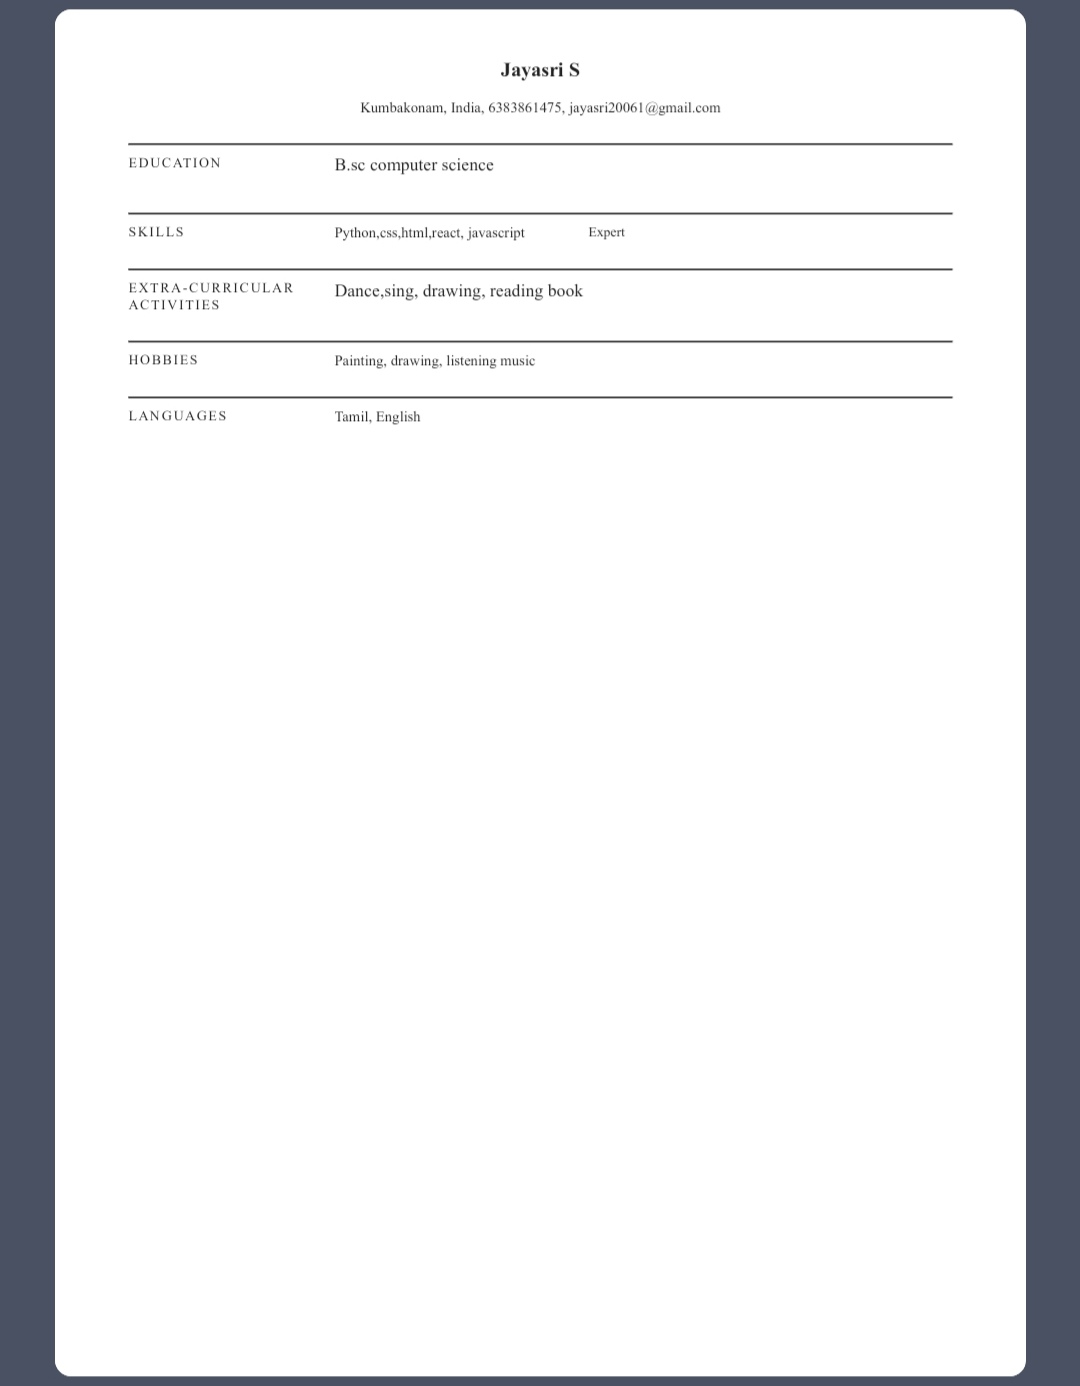 Jayasri S
Kumbakonam, India, 6383861475, jayasri20061@gmail.com
EDUCATION
B.sc computer science
SKILLS
Python,css,html,react, javascript
Expert
EXTRA-CURRICULAR
ACTIVITIES
Dance,sing, drawing, reading book
HOBBIES
Painting, drawing, listening music
LANGUAGES
Tamil, English